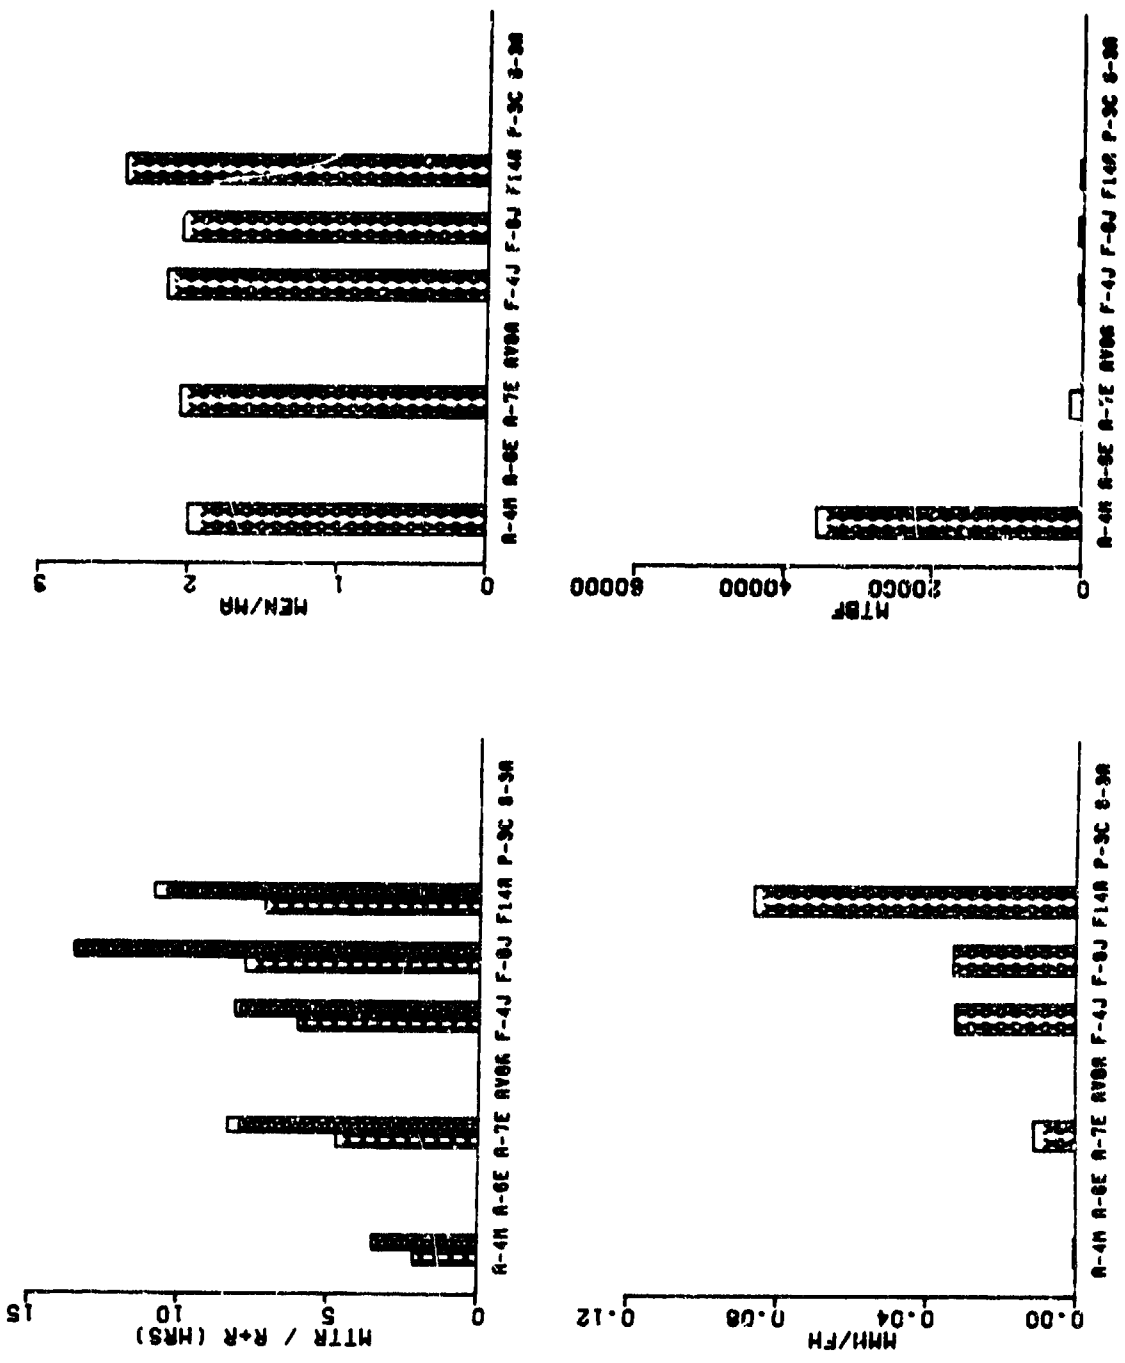 MTTR / R+R (HRS)
15
10
5
0
A-4M A-6E A-7E AV8A F-4J F-8J F14A P-3C S-3A
MEN/MA
3
2
1
0
A-4M A-6E A-7E AV8A F-4J F-8J F14A P-3C S-3A
MMH/FH
0.12
0.08
0.04
0.00
A-4M A-6E A-7E AV8A F-4J F-8J F14A P-3C S-3A
MTBF
60000
40000
20000
0
A-4M A-6E A-7E AV8A F-4J F-8J F14A P-3C S-3A